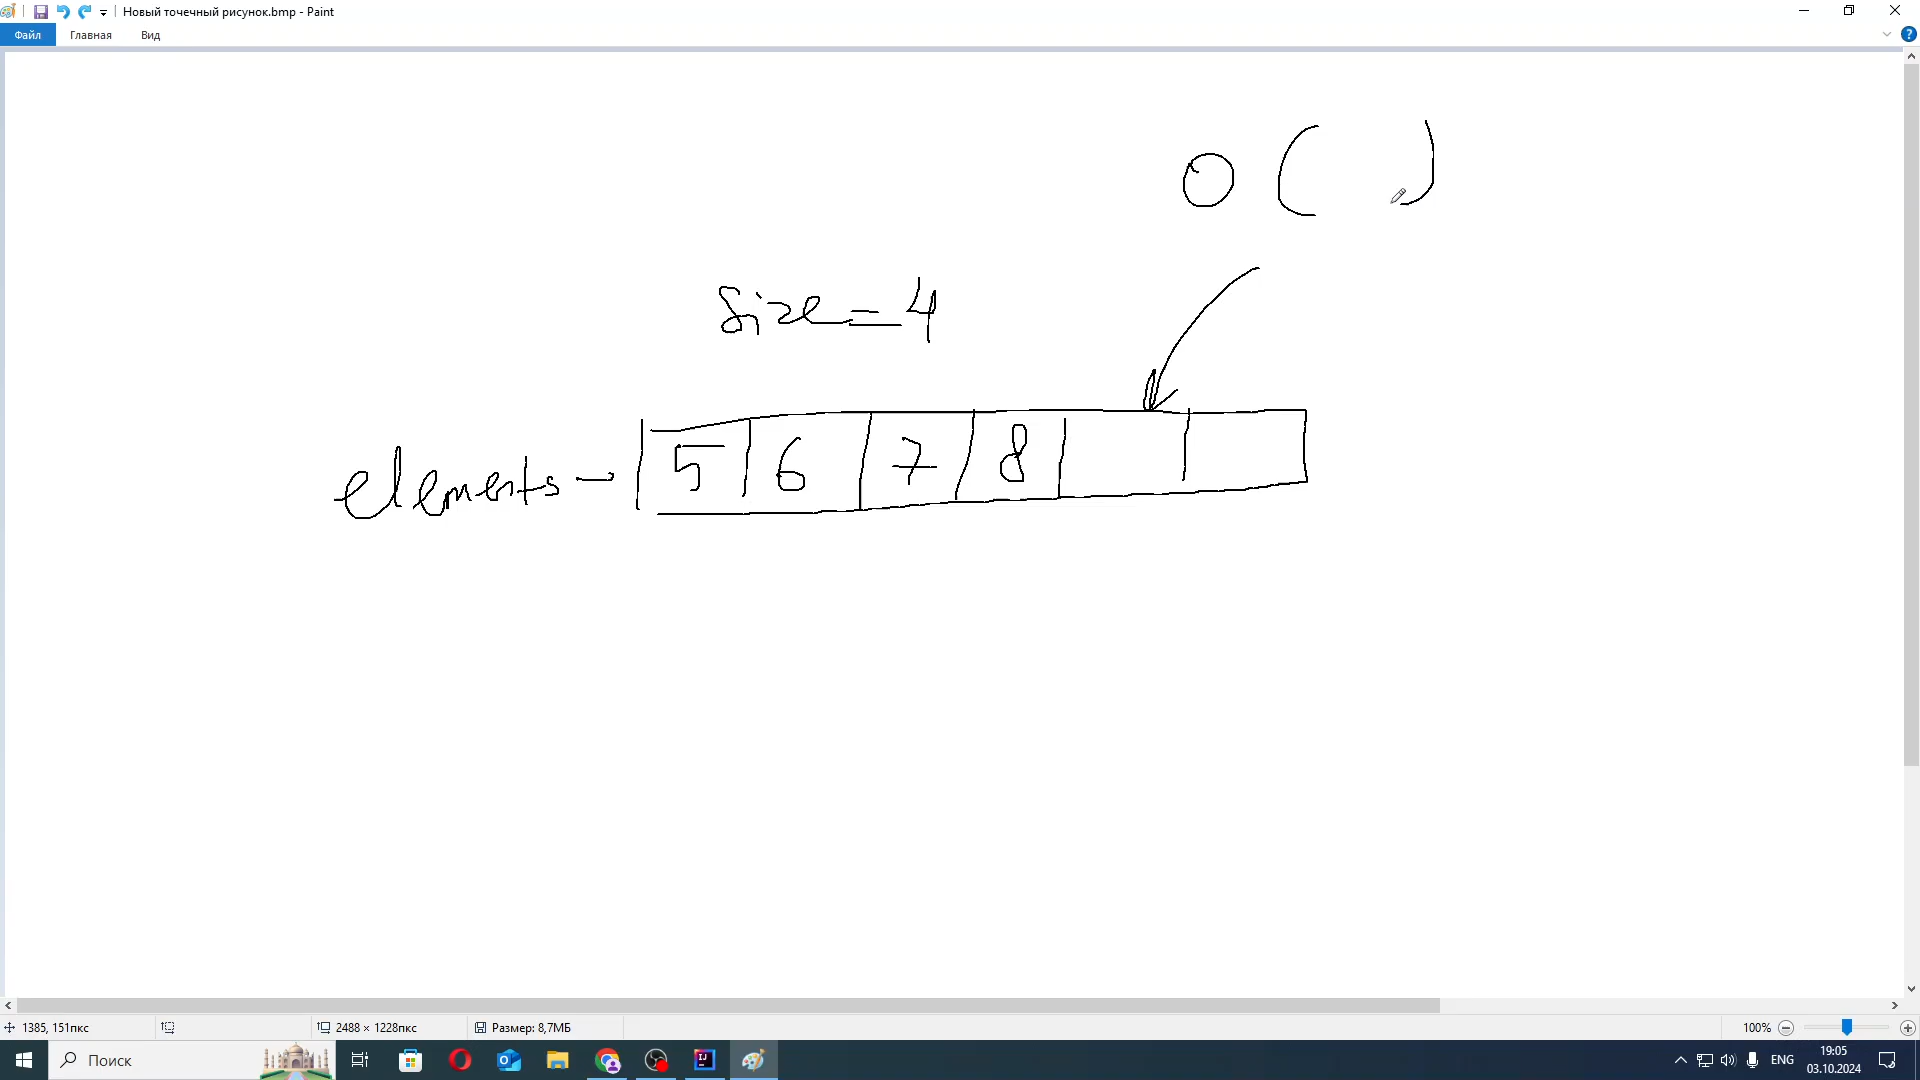 Новый точечный рисунок.bmp - Paint
Файл Главная Вид
O ( )
size = 4
elements - 5 6 7 8
1385, 151пкс 2488 × 1228пкс Размер: 8,7МБ 100%
Поиск ENG 19:05
03.10.2024